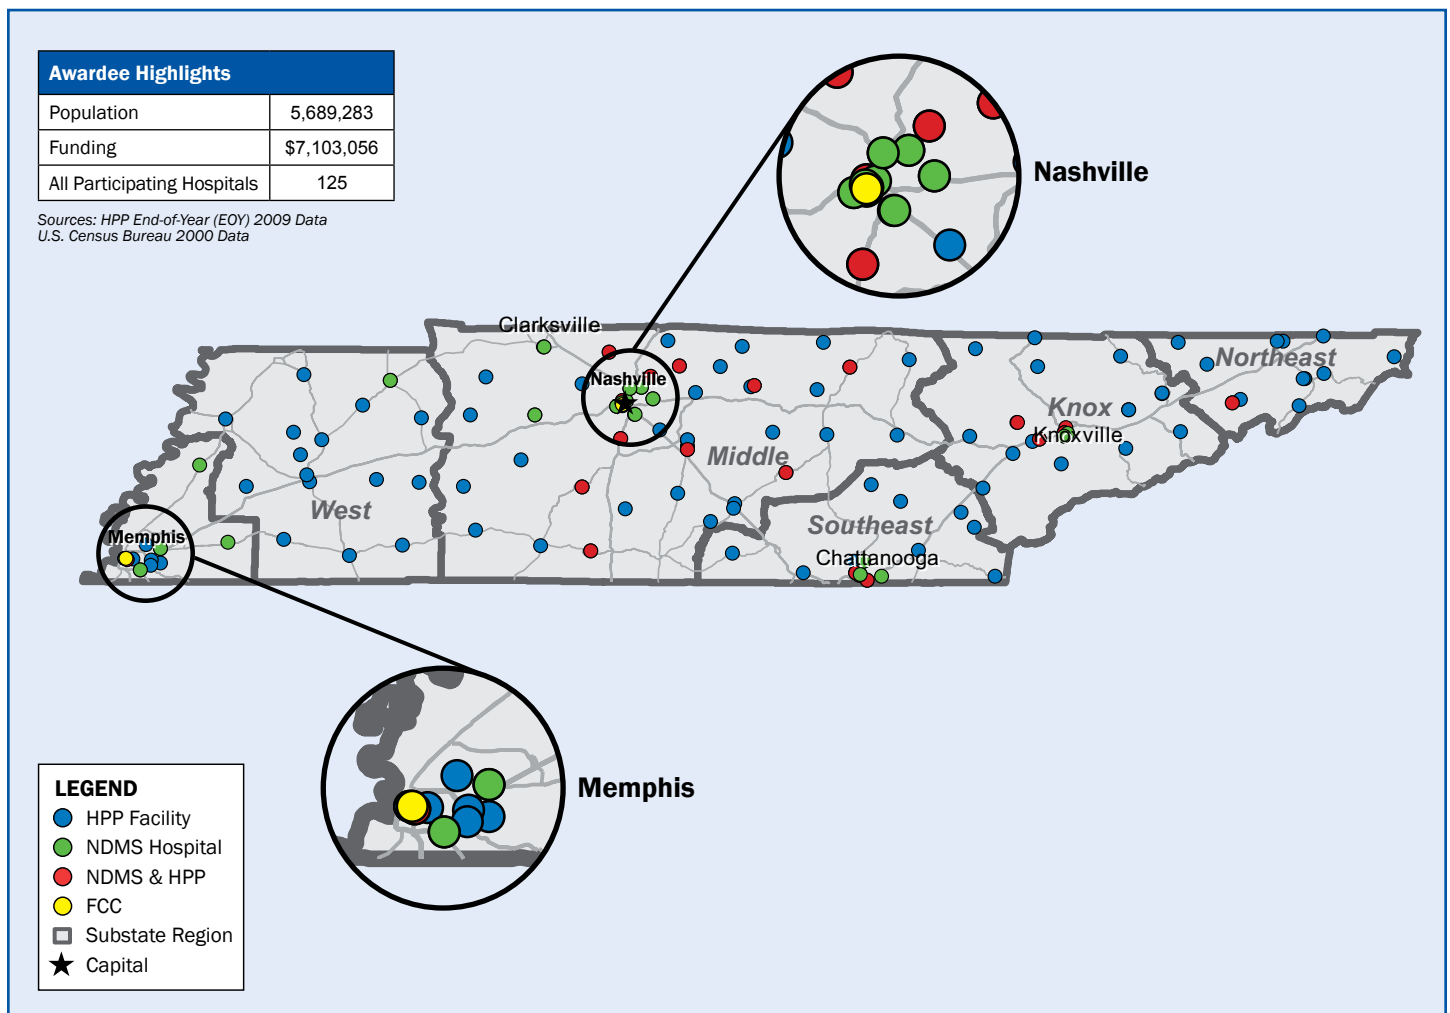 Awardee Highlights
Population 5,689,283
Funding $7,103,056
All Participating Hospitals 125
Sources: HPP End-of-Year (EOY) 2009 Data
U.S. Census Bureau 2000 Data
Nashville
Clarksville
Nashville
Northeast
Knox
Knoxville
Middle
West
Southeast
Memphis
Chattanooga
Memphis
LEGEND
HPP Facility
NDMS Hospital
NDMS & HPP
FCC
Substate Region
Capital